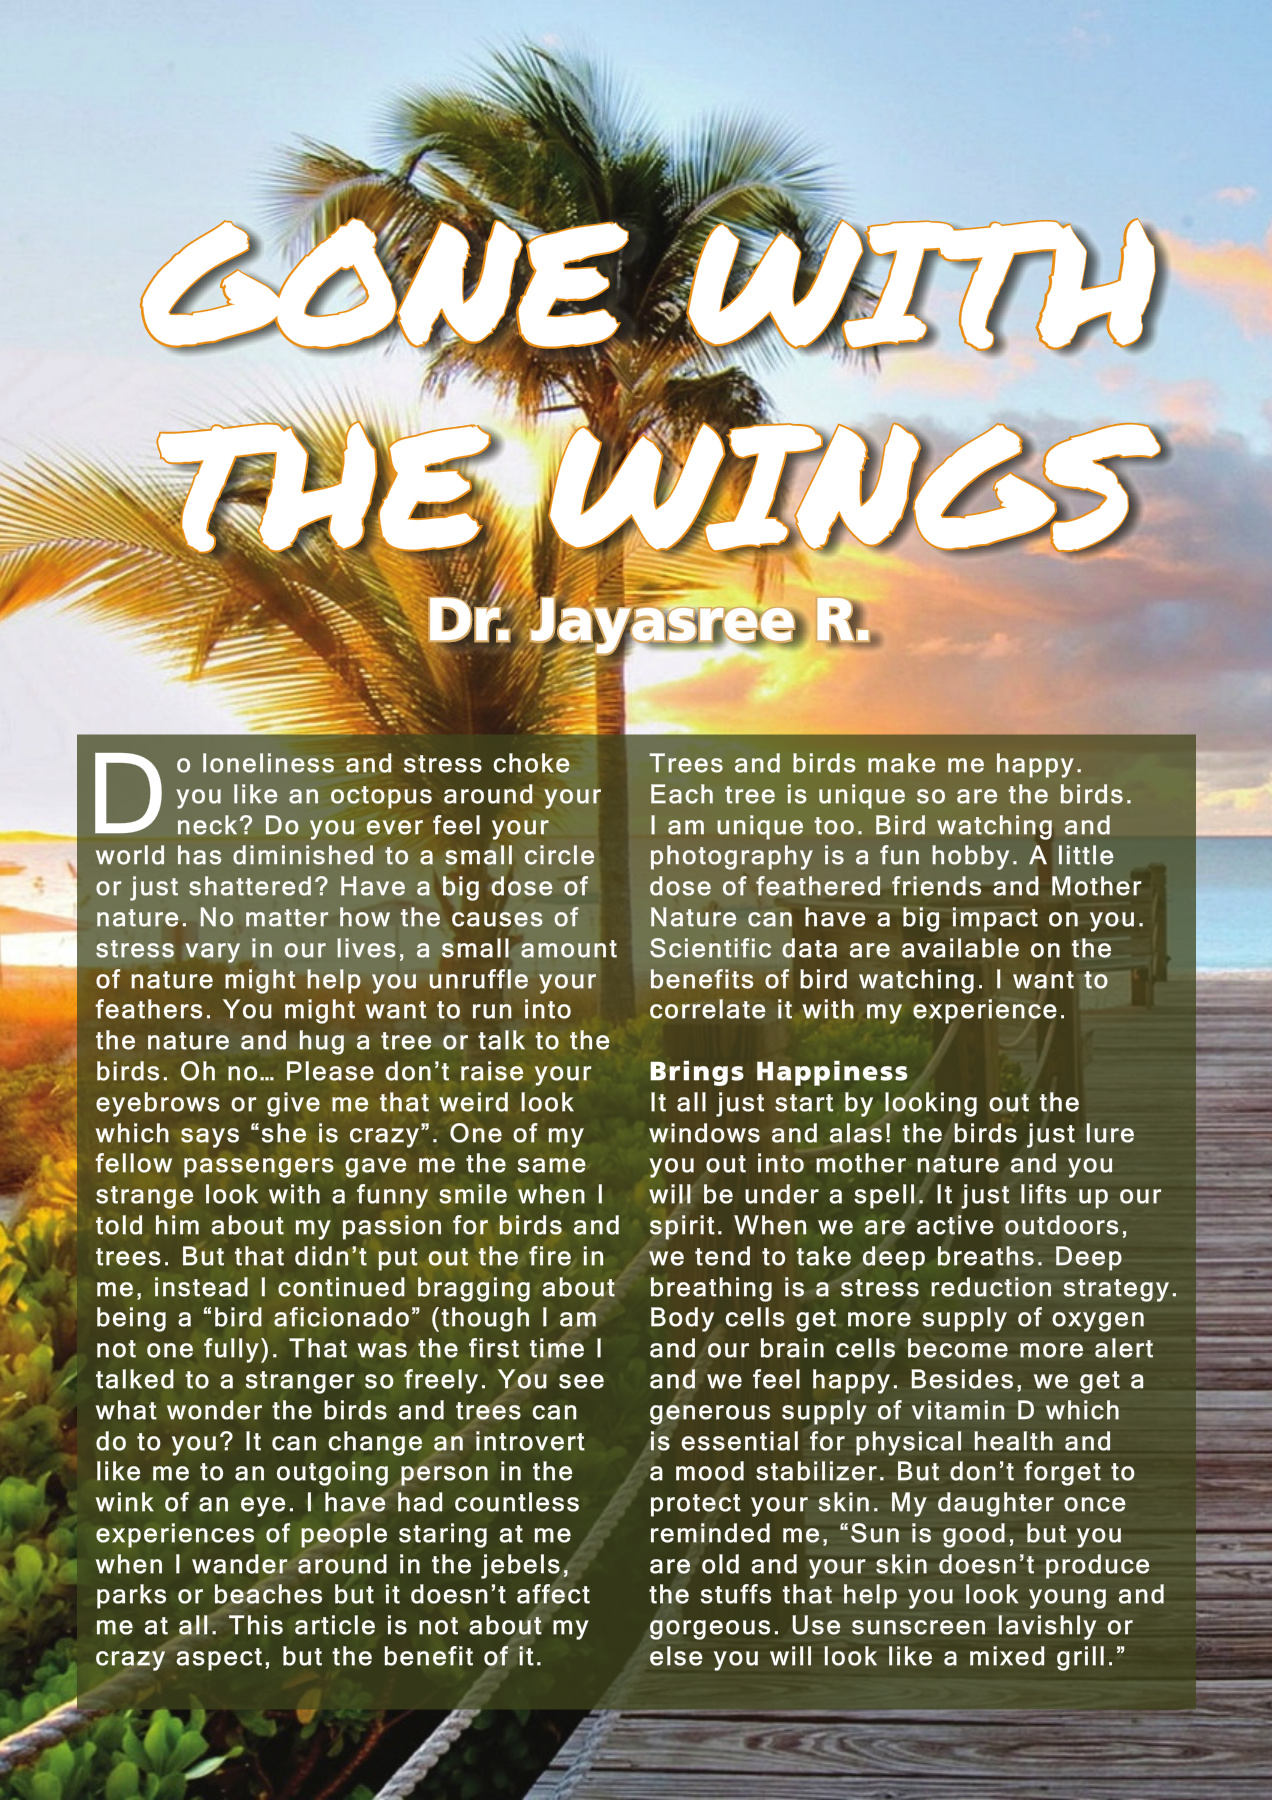 GONE WITH
THE WINGS
Dr. Jayasree R.
Do loneliness and stress choke
you like an octopus around your
neck? Do you ever feel your
world has diminished to a small circle
or just shattered? Have a big dose of
nature. No matter how the causes of
stress vary in our lives, a small amount
of nature might help you unruffle your
feathers. You might want to run into
the nature and hug a tree or talk to the
birds. Oh no… Please don’t raise your
eyebrows or give me that weird look
which says “she is crazy”. One of my
fellow passengers gave me the same
strange look with a funny smile when I
told him about my passion for birds and
trees. But that didn’t put out the fire in
me, instead I continued bragging about
being a “bird aficionado” (though I am
not one fully). That was the first time I
talked to a stranger so freely. You see
what wonder the birds and trees can
do to you? It can change an introvert
like me to an outgoing person in the
wink of an eye. I have had countless
experiences of people staring at me
when I wander around in the jebels,
parks or beaches but it doesn’t affect
me at all. This article is not about my
crazy aspect, but the benefit of it.
Trees and birds make me happy.
Each tree is unique so are the birds.
I am unique too. Bird watching and
photography is a fun hobby. A little
dose of feathered friends and Mother
Nature can have a big impact on you.
Scientific data are available on the
benefits of bird watching. I want to
correlate it with my experience.
Brings Happiness
It all just start by looking out the
windows and alas! the birds just lure
you out into mother nature and you
will be under a spell. It just lifts up our
spirit. When we are active outdoors,
we tend to take deep breaths. Deep
breathing is a stress reduction strategy.
Body cells get more supply of oxygen
and our brain cells become more alert
and we feel happy. Besides, we get a
generous supply of vitamin D which
is essential for physical health and
a mood stabilizer. But don’t forget to
protect your skin. My daughter once
reminded me, “Sun is good, but you
are old and your skin doesn’t produce
the stuffs that help you look young and
gorgeous. Use sunscreen lavishly or
else you will look like a mixed grill.”